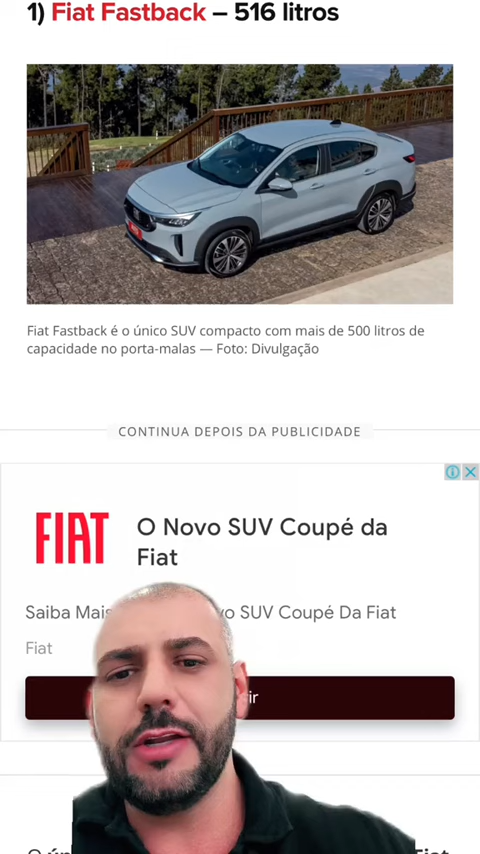 1) Fiat Fastback – 516 litros
Fiat Fastback é o único SUV compacto com mais de 500 litros de
capacidade no porta-malas — Foto: Divulgação
CONTINUA DEPOIS DA PUBLICIDADE
FIAT
O Novo SUV Coupé da
Fiat
Saiba Mais vo SUV Coupé Da Fiat
Fiat
ir